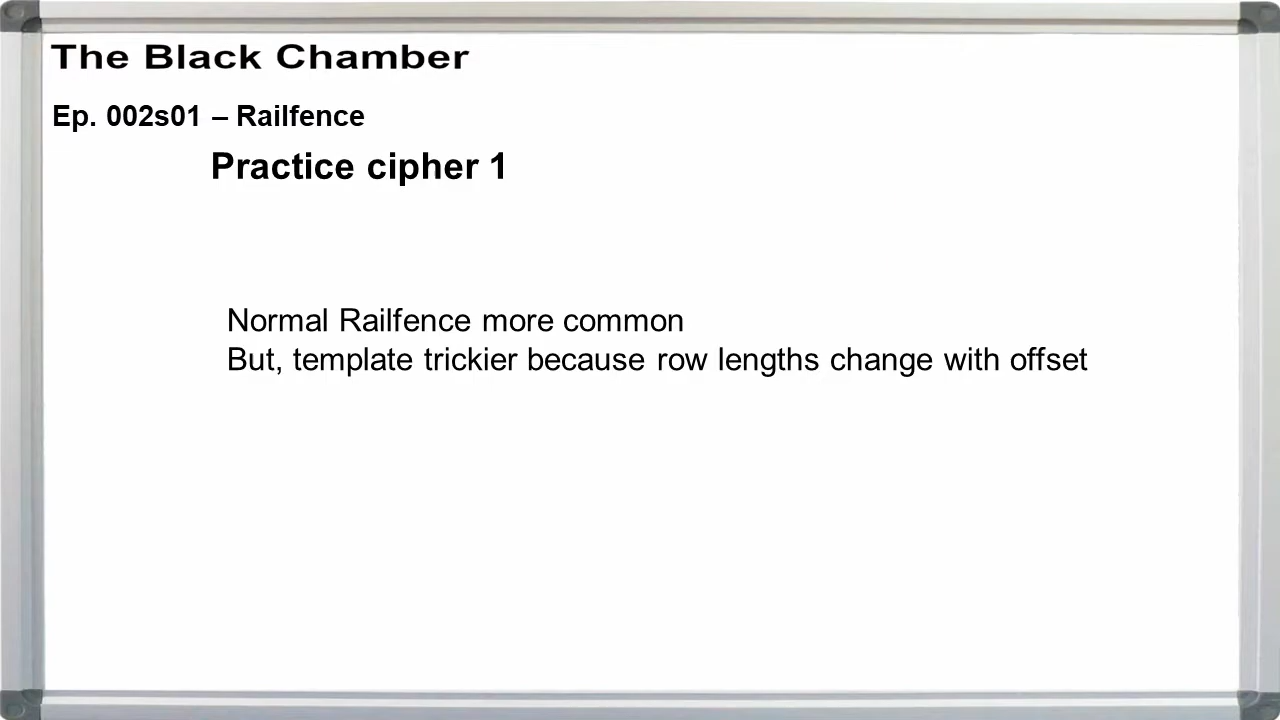 The Black Chamber
Ep. 002s01 – Railfence
Practice cipher 1
Normal Railfence more common
But, template trickier because row lengths change with offset